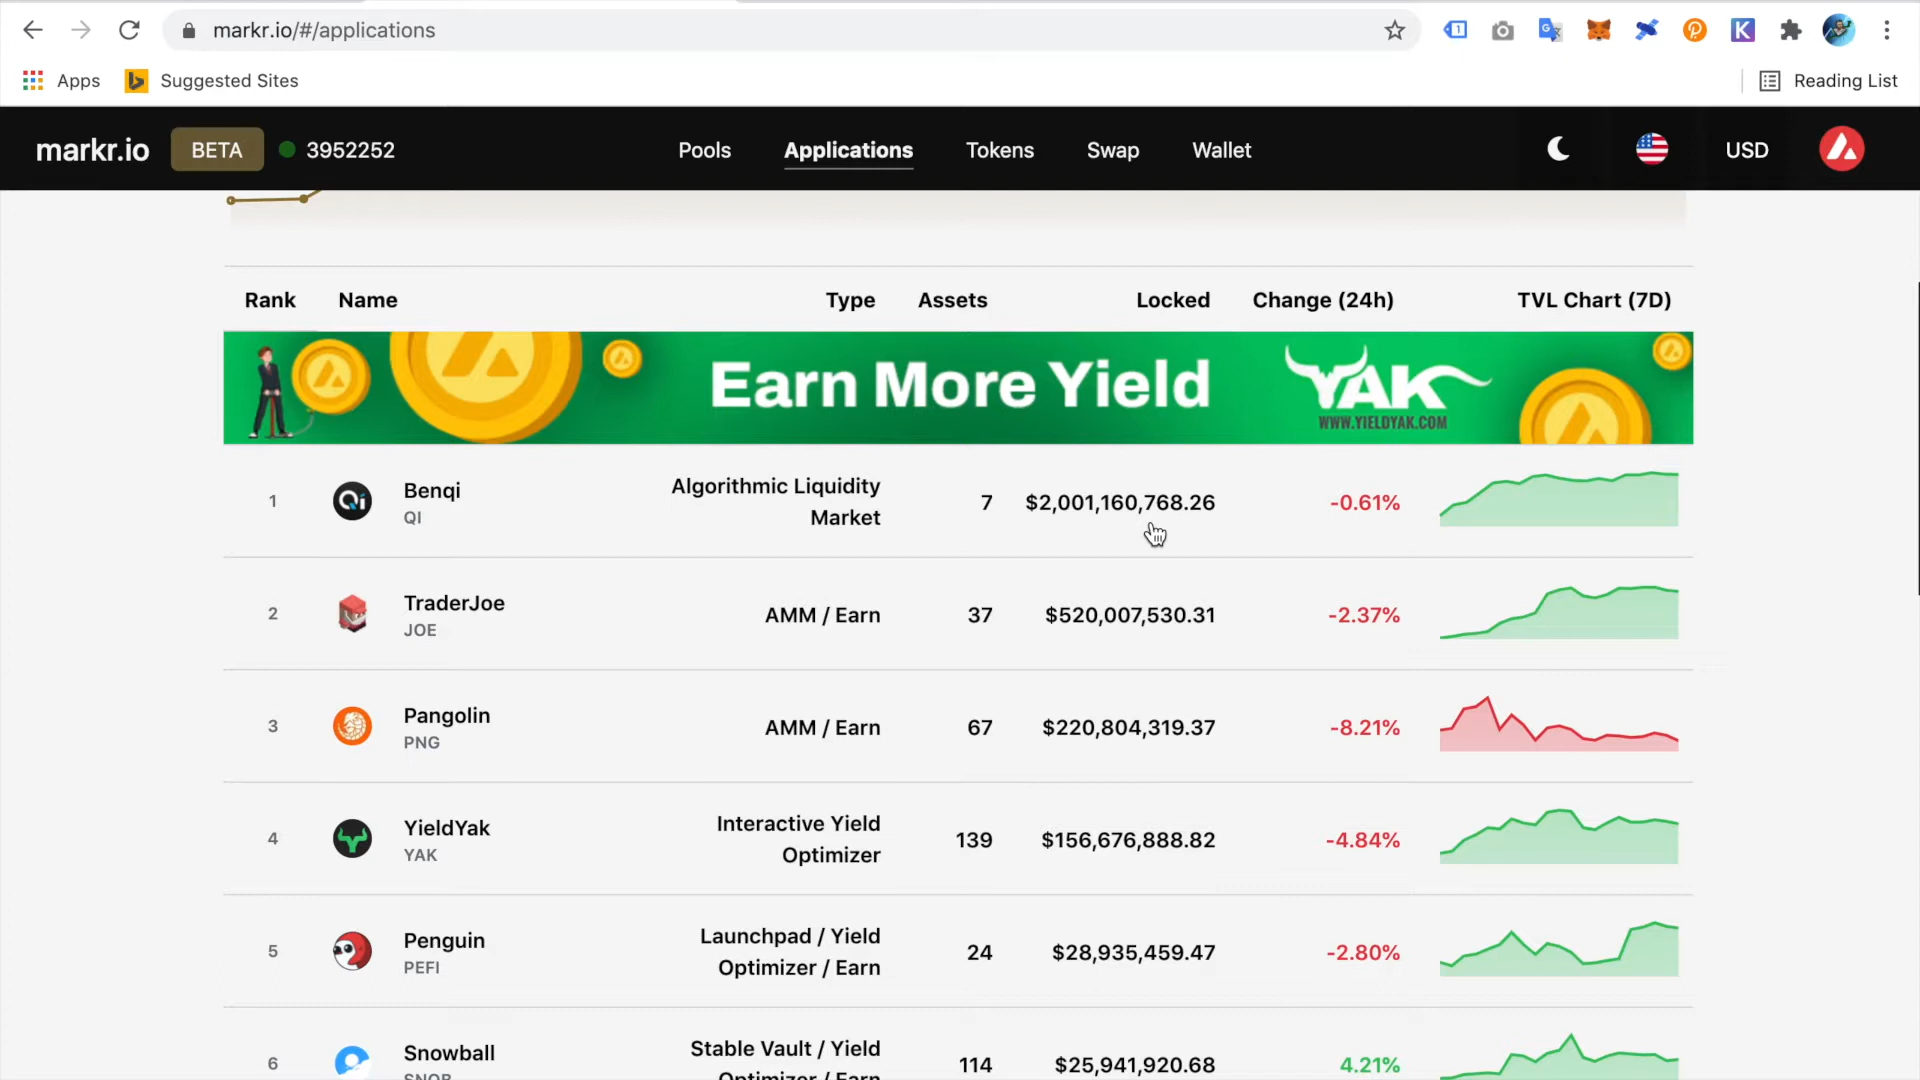 markr.io/#/applications
Apps
Suggested Sites
Reading List
markr.io BETA 3952252 Pools Applications Tokens Swap Wallet USD
Rank Name Type Assets Locked Change (24h) TVL Chart (7D)
Earn More Yield YAK
WWW.YIELDYAK.COM
1 Qi Benqi QI Algorithmic Liquidity Market 7 $2,001,160,768.26 -0.61%
2 TraderJoe JOE AMM / Earn 37 $520,007,530.31 -2.37%
3 Pangolin PNG AMM / Earn 67 $220,804,319.37 -8.21%
4 YieldYak YAK Interactive Yield Optimizer 139 $156,676,888.82 -4.84%
5 Penguin PEFI Launchpad / Yield Optimizer / Earn 24 $28,935,459.47 -2.80%
6 Snowball SNOB Stable Vault / Yield Optimizer / Earn 114 $25,941,920.68 4.21%